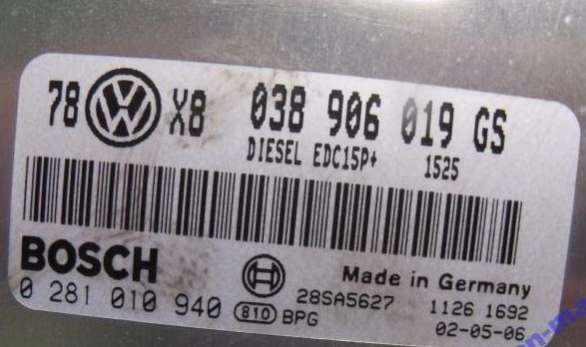 78 VW X8 038 906 019 GS
DIESEL EDC15P+ 1525
BOSCH
Made in Germany
0 281 010 940 810 BPG 28SA5627 1126 1692
02-05-06